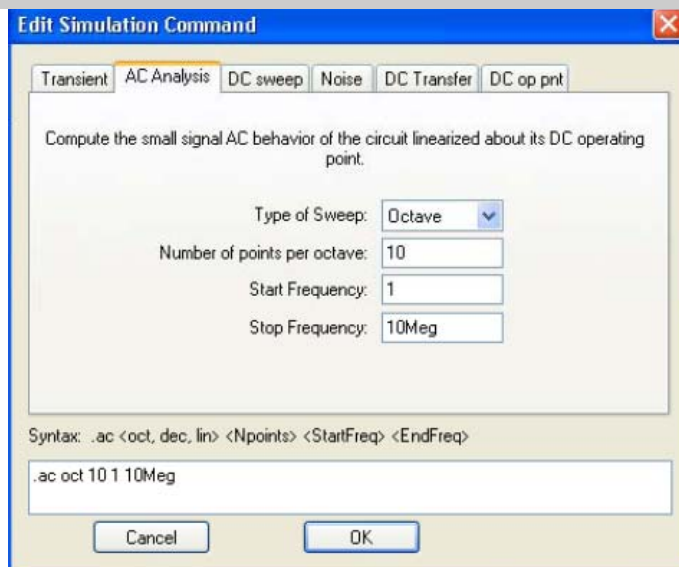 Edit Simulation Command
Transient AC Analysis DC sweep Noise DC Transfer DC op pnt
Compute the small signal AC behavior of the circuit linearized about its DC operating
point.
Type of Sweep: Octave
Number of points per octave: 10
Start Frequency: 1
Stop Frequency: 10Meg
Syntax: .ac <oct, dec, lin> <Npoints> <StartFreq> <EndFreq>
.ac oct 10 1 10Meg
Cancel OK